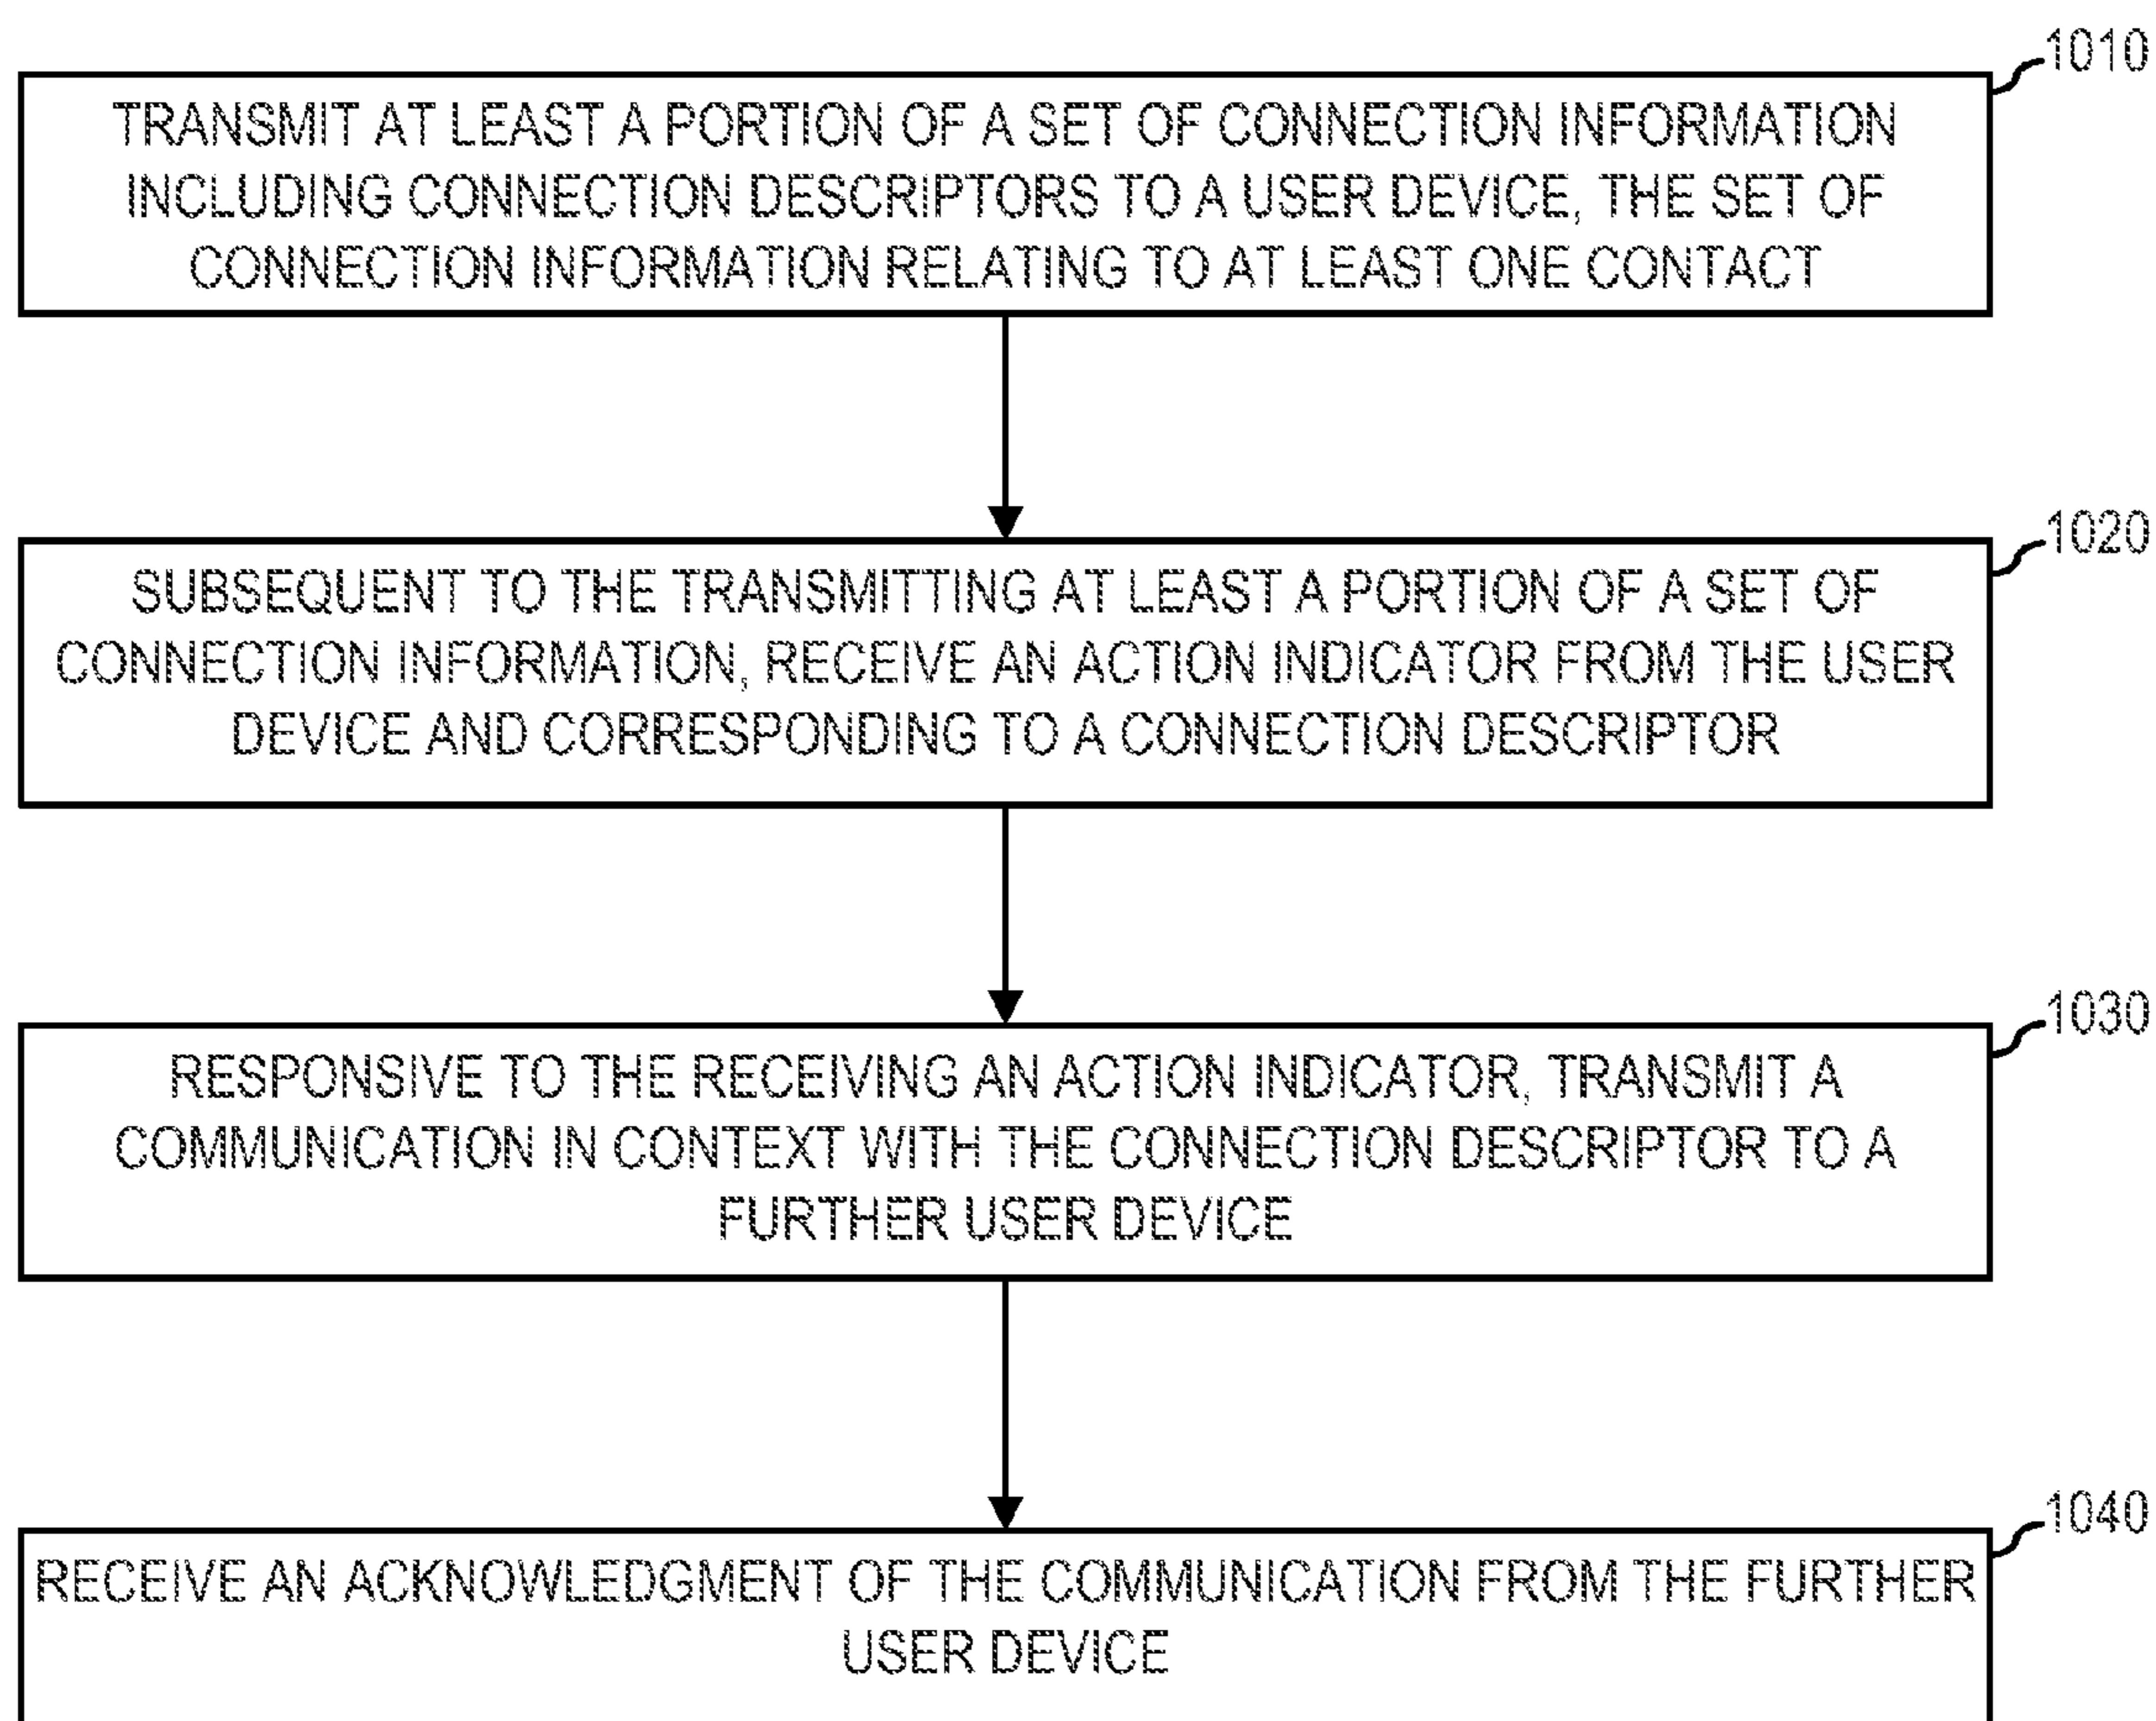 1010
TRANSMIT AT LEAST A PORTION OF A SET OF CONNECTION INFORMATION
INCLUDING CONNECTION DESCRIPTORS TO A USER DEVICE, THE SET OF
CONNECTION INFORMATION RELATING TO AT LEAST ONE CONTACT
1020
SUBSEQUENT TO THE TRANSMITTING AT LEAST A PORTION OF A SET OF
CONNECTION INFORMATION, RECEIVE AN ACTION INDICATOR FROM THE USER
DEVICE AND CORRESPONDING TO A CONNECTION DESCRIPTOR
1030
RESPONSIVE TO THE RECEIVING AN ACTION INDICATOR, TRANSMIT A
COMMUNICATION IN CONTEXT WITH THE CONNECTION DESCRIPTOR TO A
FURTHER USER DEVICE
1040
RECEIVE AN ACKNOWLEDGMENT OF THE COMMUNICATION FROM THE FURTHER
USER DEVICE